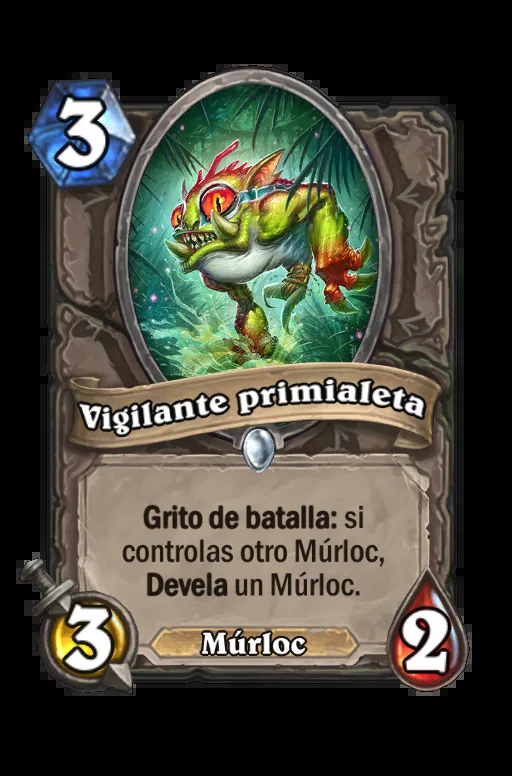 3
Vigilante primialeta
Grito de batalla: si
controlas otro Múrloc,
Devela un Múrloc.
3
Múrloc
2